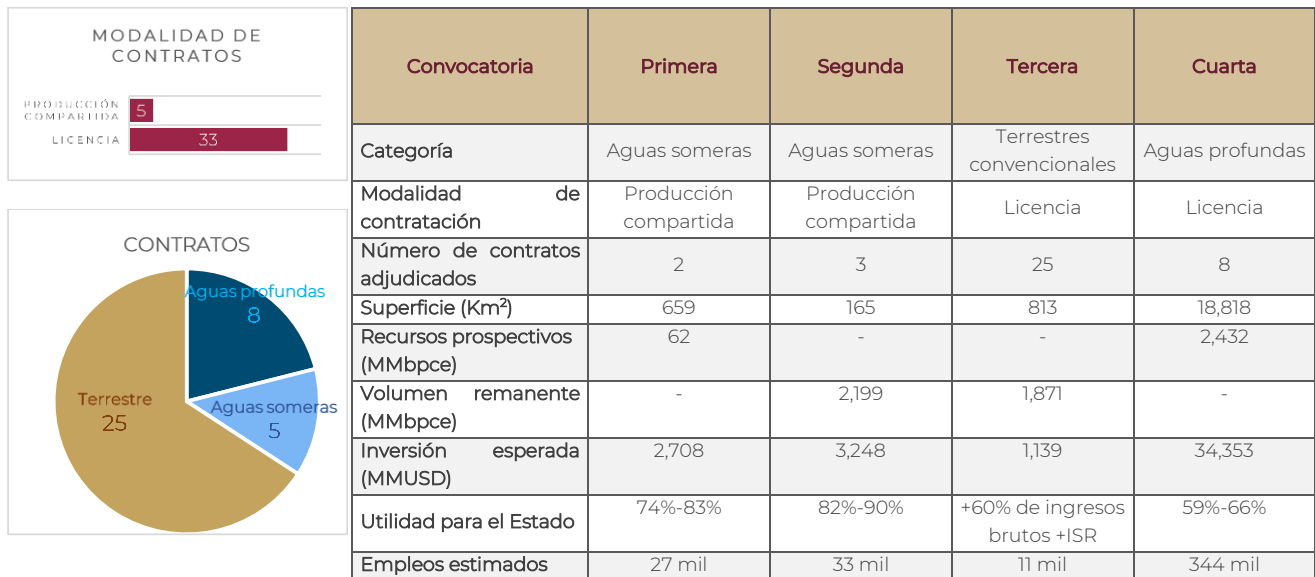 MODALIDAD DE
CONTRATOS
PRODUCCIÓN
COMPARTIDA
5
LICENCIA
33
CONTRATOS
Aguas profundas
8
Aguas someras
5
Terrestre
25
Convocatoria Primera Segunda Tercera Cuarta
Categoría Aguas someras Aguas someras Terrestres convencionales Aguas profundas
Modalidad de contratación Producción compartida Producción compartida Licencia Licencia
Número de contratos adjudicados 2 3 25 8
Superficie (Km²) 659 165 813 18,818
Recursos prospectivos (MMbpce) 62 - - 2,432
Volumen remanente (MMbpce) - 2,199 1,871 -
Inversión esperada (MMUSD) 2,708 3,248 1,139 34,353
Utilidad para el Estado 74%-83% 82%-90% +60% de ingresos brutos +ISR 59%-66%
Empleos estimados 27 mil 33 mil 11 mil 344 mil